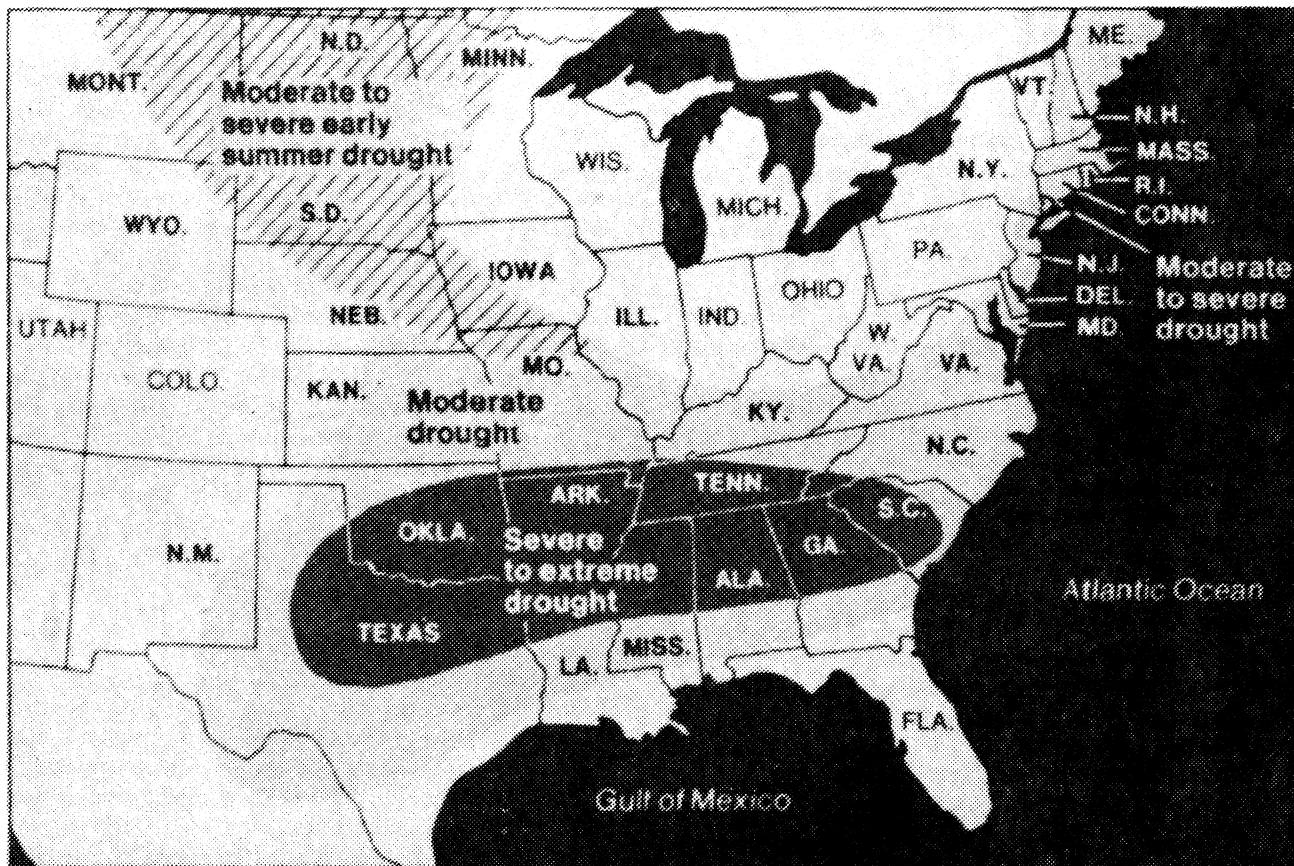 N.D.
MINN.
MONT.
Moderate to
severe early
summer drought
ME.
VT.
N.H.
MASS.
R.I.
CONN
N.Y.
WIS.
MICH.
WYO.
S.D.
IOWA
PA
N.J.
DEL.
MD.
Moderate
to severe
drought
UTAH
NEB.
ILL.
IND.
OHIO
W
VA.
VA.
COLO.
KAN.
MO.
Moderate
drought
KY.
N.C.
ARK.
TENN.
S.C.
OKLA.
Severe
to extreme
drought
GA.
ALA.
N.M.
TEXAS
LA.
MISS.
FLA.
Atlantic Ocean
Gulf of Mexico